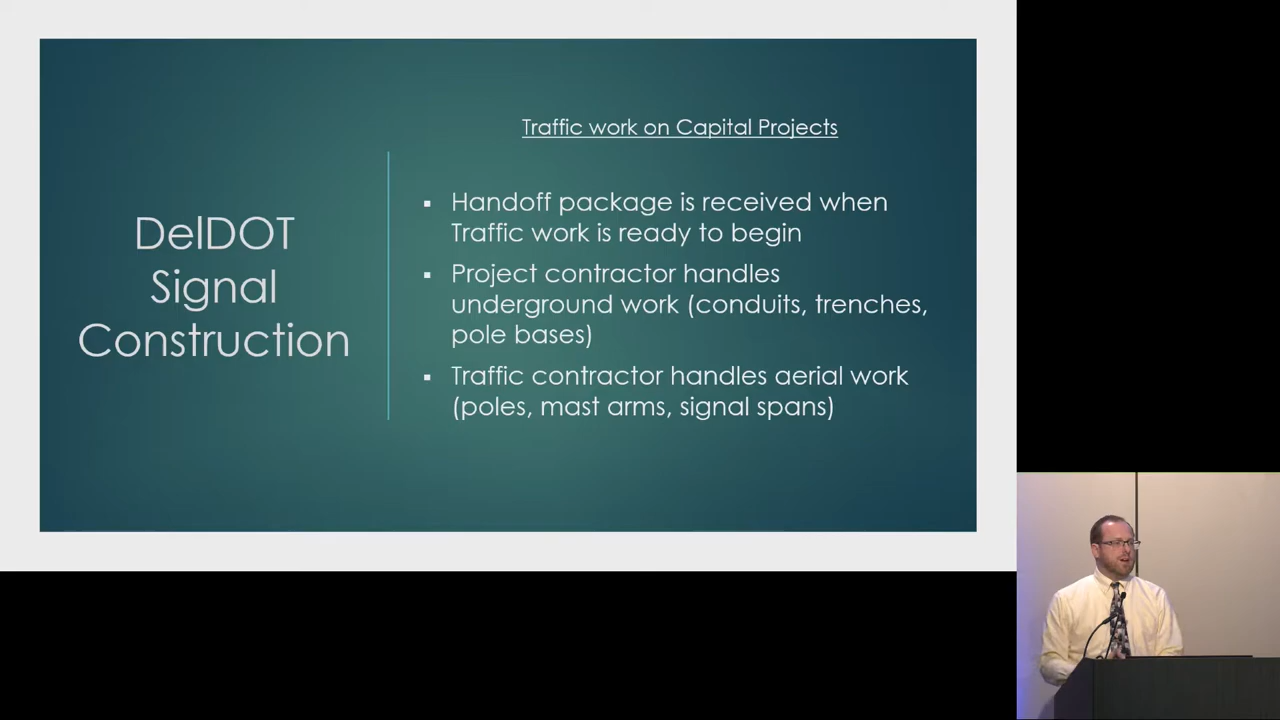 DelDOT
Signal
Construction
Traffic work on Capital Projects
▪ Handoff package is received when
Traffic work is ready to begin
▪ Project contractor handles
underground work (conduits, trenches,
pole bases)
▪ Traffic contractor handles aerial work
(poles, mast arms, signal spans)